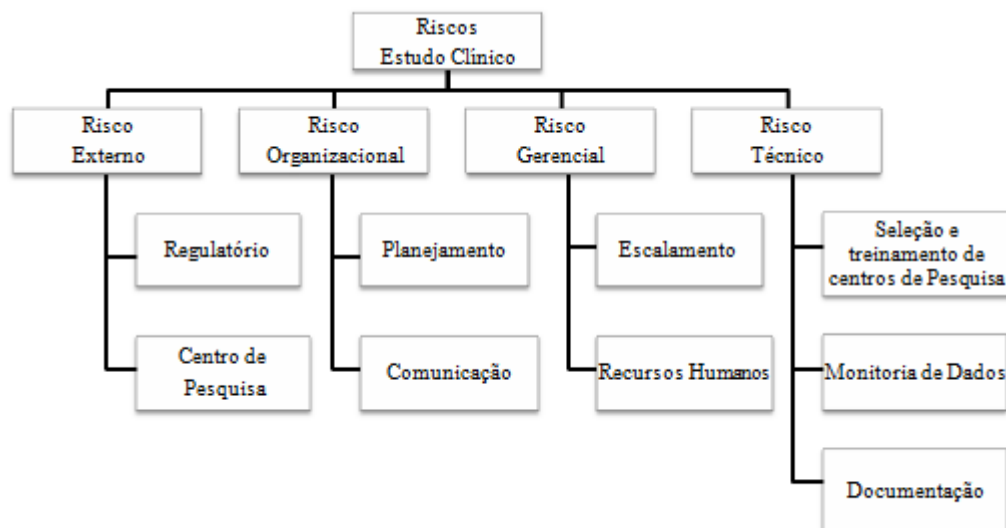 Riscos
Estudo Clínico
Risco
Externo
Risco
Organizacional
Risco
Gerencial
Risco
Técnico
Regulatório
Planejamento
Escalamento
Seleção e
treinamento de
centros de Pesquisa
Centro de
Pesquisa
Comunicação
Recursos Humanos
Monitoria de Dados
Documentação